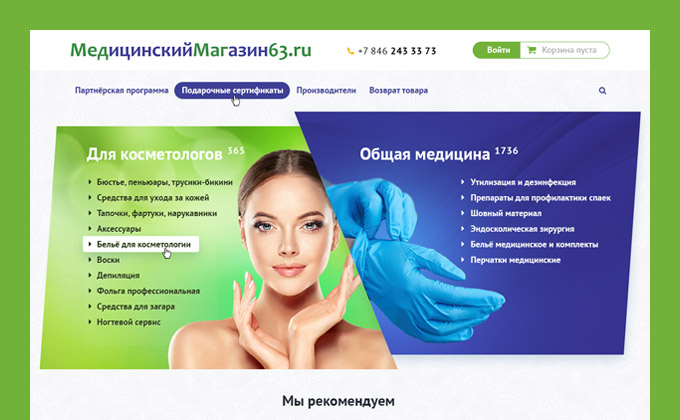 МедицинскийМагазин63.ru
+7 846 243 33 73
Войти
Корзина пуста
Партнёрская программа
Подарочные сертификаты
Производители
Возврат товара
Для косметологов 365
Бюстье, пеньюары, трусики-бикини
Средства для ухода за кожей
Тапочки, фартуки, нарукавники
Аксессуары
Бельё для косметологии
Воски
Депиляция
Фольга профессиональная
Средства для загара
Ногтевой сервис
Общая медицина 1736
Утилизация и дезинфекция
Препараты для профилактики спаек
Шовный материал
Эндосколическая зирургия
Бельё медицинское и комплекты
Перчатки медицинские
Мы рекомендуем